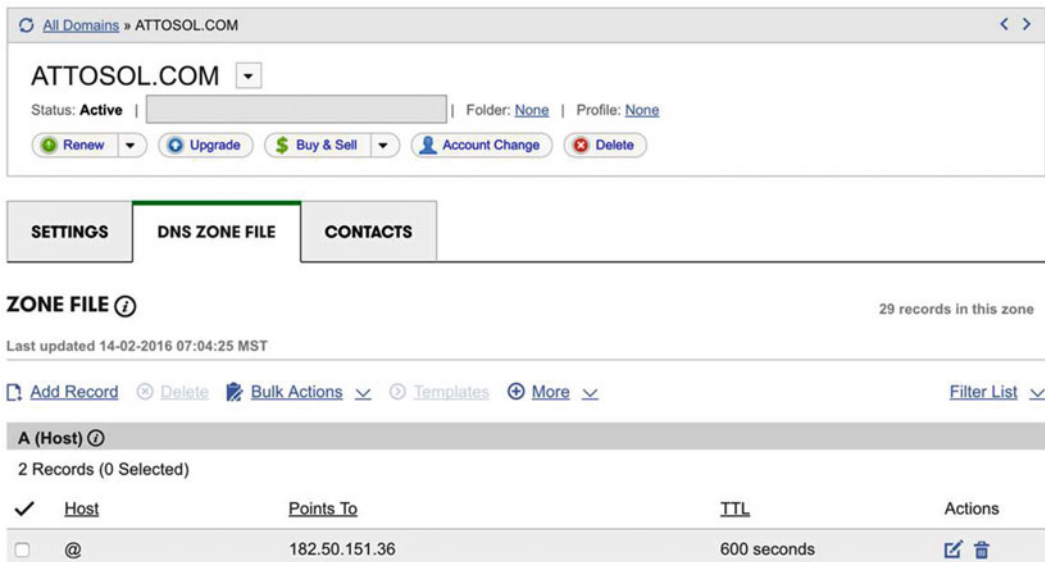 All Domains » ATTOSOL.COM
ATTOSOL.COM
Status: Active | | Folder: None | Profile: None
Renew Upgrade Buy & Sell Account Change Delete
SETTINGS DNS ZONE FILE CONTACTS
ZONE FILE
29 records in this zone
Last updated 14-02-2016 07:04:25 MST
Add Record Delete Bulk Actions Templates More Filter List
A (Host)
2 Records (0 Selected)
Host Points To TTL Actions
@ 182.50.151.36 600 seconds